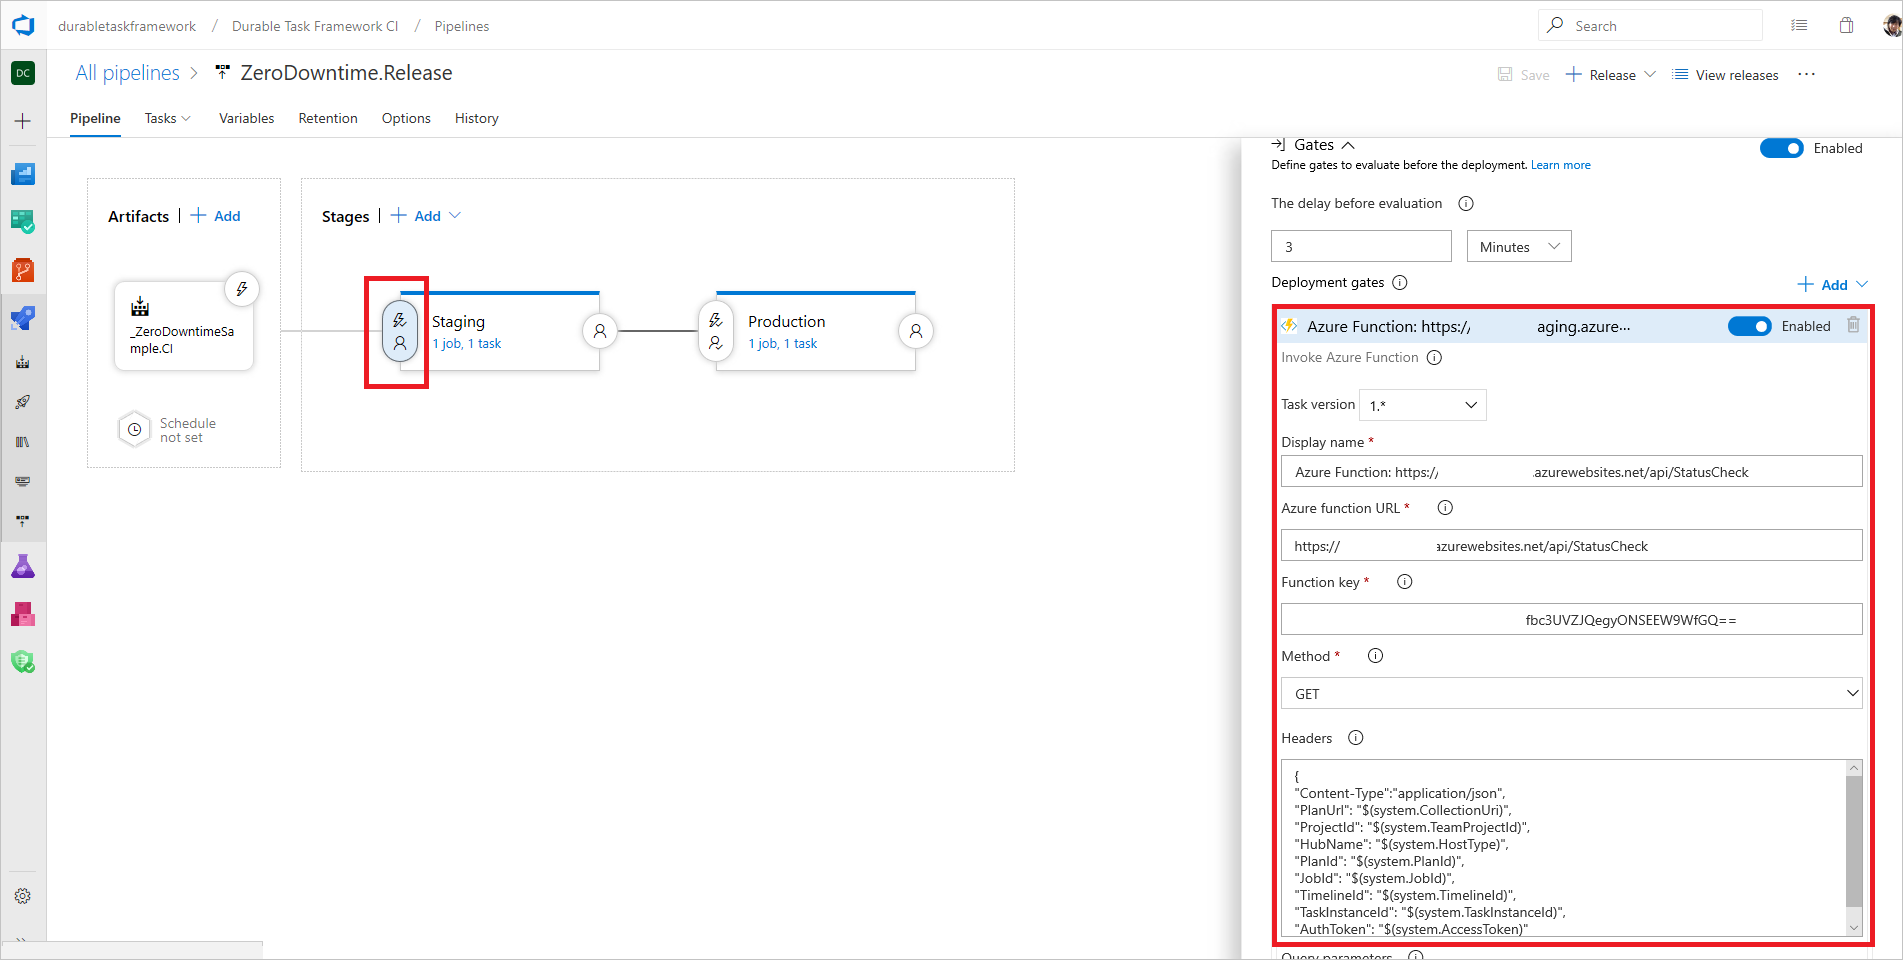 durabletaskframework / Durable Task Framework CI / Pipelines
Search
DC
All pipelines > ZeroDowntime.Release
Save
Release
View releases
Pipeline
Tasks
Variables
Retention
Options
History
Artifacts | + Add
_ZeroDowntimeSa
mple.CI
Schedule
not set
Stages | + Add
Staging
1 job, 1 task
Production
1 job, 1 task
Gates
Enabled
Define gates to evaluate before the deployment. Learn more
The delay before evaluation
3
Minutes
Deployment gates
+ Add
Azure Function: https:// aging.azure...
Enabled
Invoke Azure Function
Task version 1.*
Display name *
Azure Function: https:// .azurewebsites.net/api/StatusCheck
Azure function URL *
https:// azurewebsites.net/api/StatusCheck
Function key *
fbc3UVZJQegyONSEEW9WfGQ==
Method *
GET
Headers
{
"Content-Type":"application/json",
"PlanUrl": "$(system.CollectionUri)",
"ProjectId": "$(system.TeamProjectId)",
"HubName": "$(system.HostType)",
"PlanId": "$(system.PlanId)",
"JobId": "$(system.JobId)",
"TimelineId": "$(system.TimelineId)",
"TaskInstanceId": "$(system.TaskInstanceId)",
"AuthToken": "$(system.AccessToken)"
Query parameters